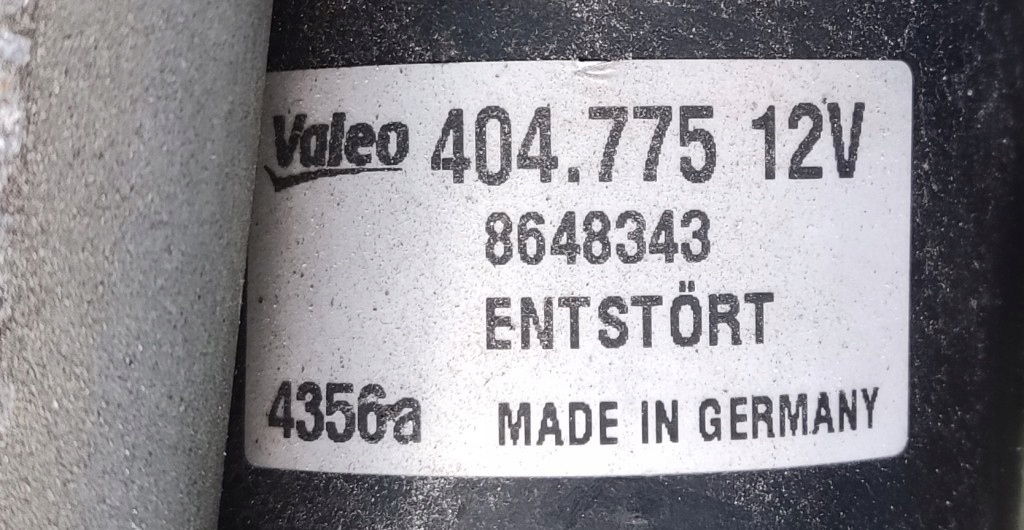 Valeo 404.775 12V
8648343
ENTSTÖRT
4356a MADE IN GERMANY